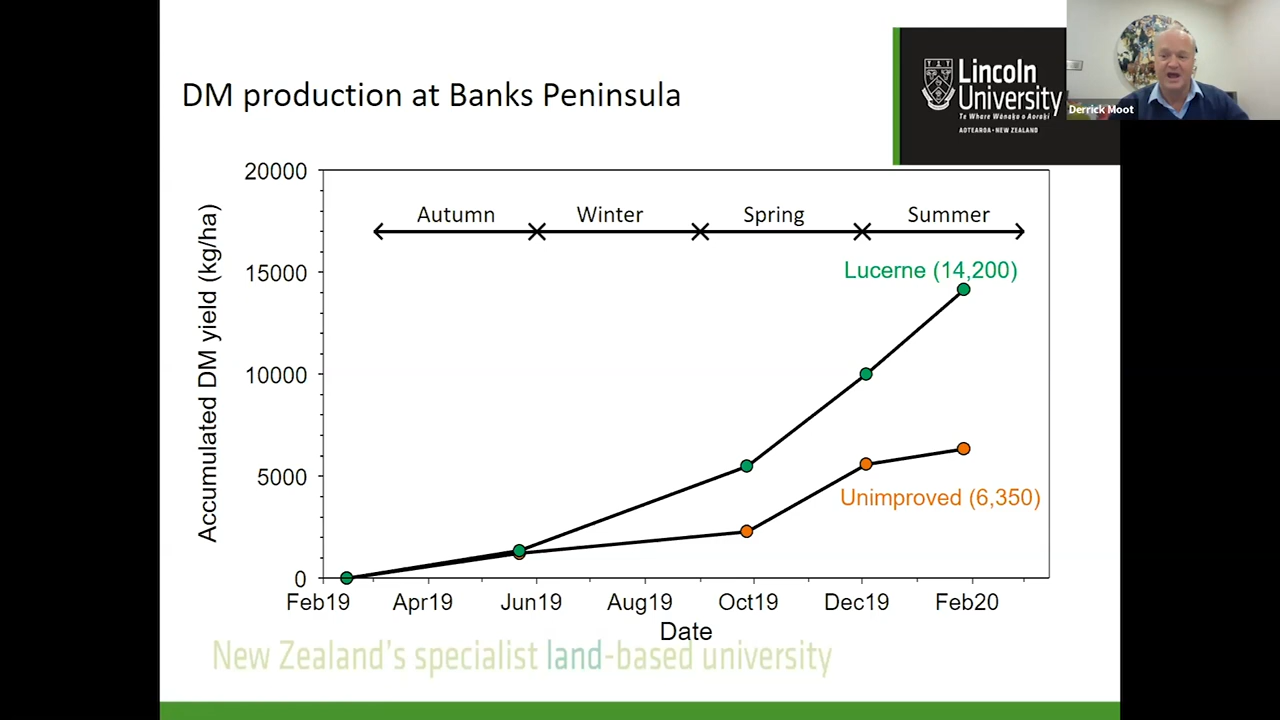 DM production at Banks Peninsula
Lincoln
University
Te Whare Wānaka o Aoraki
AOTEAROA • NEW ZEALAND
Derrick Moot
20000
15000
10000
5000
0
Accumulated DM yield (kg/ha)
Autumn Winter Spring Summer
Lucerne (14,200)
Unimproved (6,350)
Feb19 Apr19 Jun19 Aug19 Oct19 Dec19 Feb20
Date
New Zealand's specialist land-based university